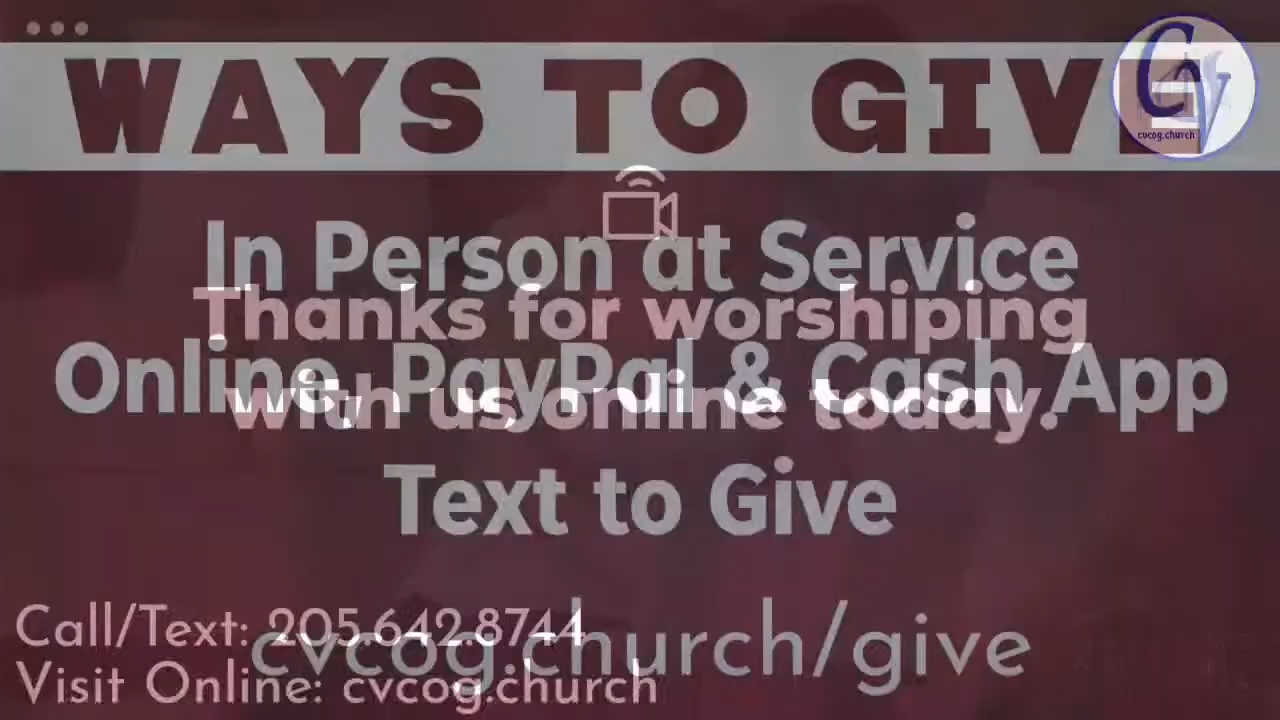 WAYS TO GIVE
CV
cvcog.church
In Person at Service
Thanks for worshiping
Online, PayPal & Cash App
with us online today.
Text to Give
Call/Text: 205.642.8744
cvcog.church/give
Visit Online: cvcog.church